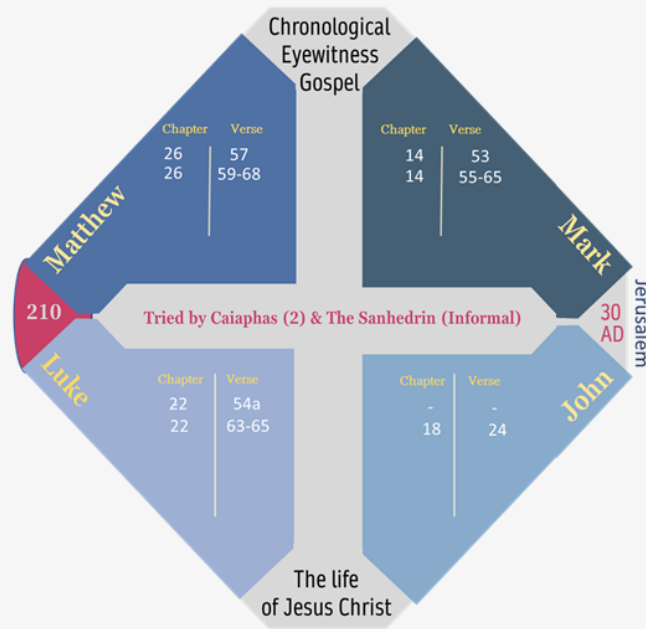 Chronological
Eyewitness
Gospel
Matthew
Chapter Verse
26 57
26 59-68
Mark
Chapter Verse
14 53
14 55-65
210
Tried by Caiaphas (2) & The Sanhedrin (Informal)
30
AD
Jerusalem
Luke
Chapter Verse
22 54a
22 63-65
John
Chapter Verse
- -
18 24
The life
of Jesus Christ